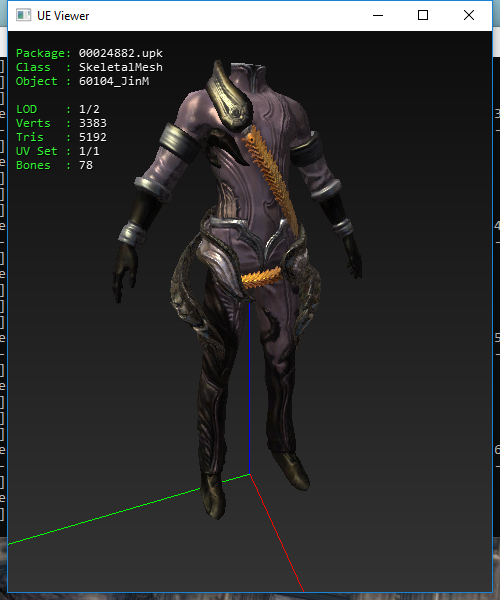 UE Viewer
Package: 00024882.upk
Class : SkeletalMesh
Object : 60104_JinM
LOD : 1/2
Verts : 3383
Tris : 5192
UV Set : 1/1
Bones : 78